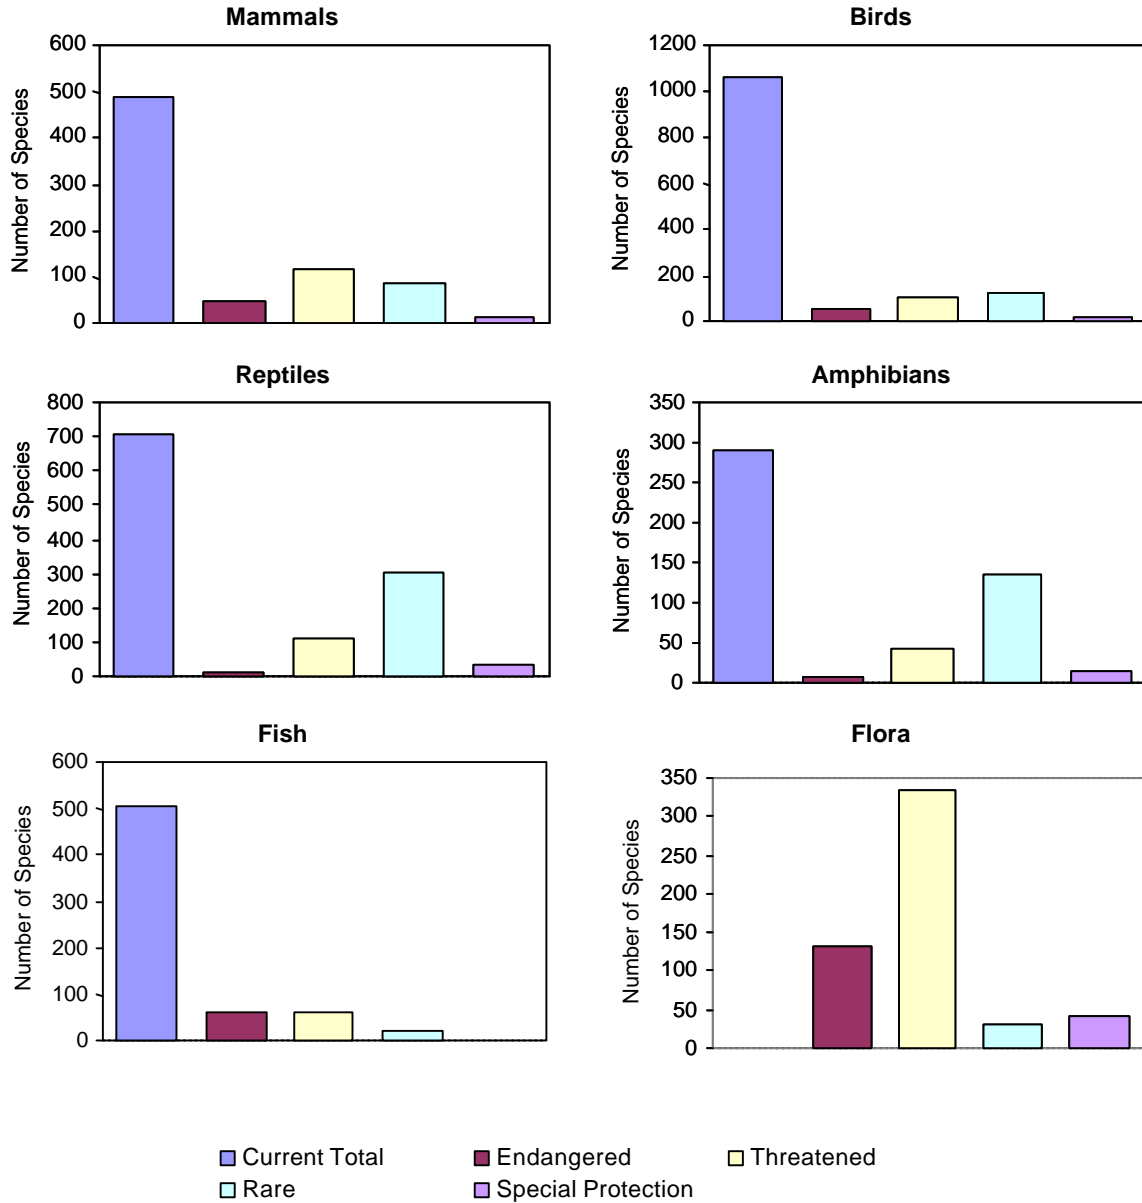 Mammals
Number of Species
600
500
400
300
200
100
0
Birds
Number of Species
1200
1000
800
600
400
200
0
Reptiles
Number of Species
800
700
600
500
400
300
200
100
0
Amphibians
Number of Species
350
300
250
200
150
100
50
0
Fish
Number of Species
600
500
400
300
200
100
0
Flora
Number of Species
350
300
250
200
150
100
50
0
Current Total
Endangered
Threatened
Rare
Special Protection